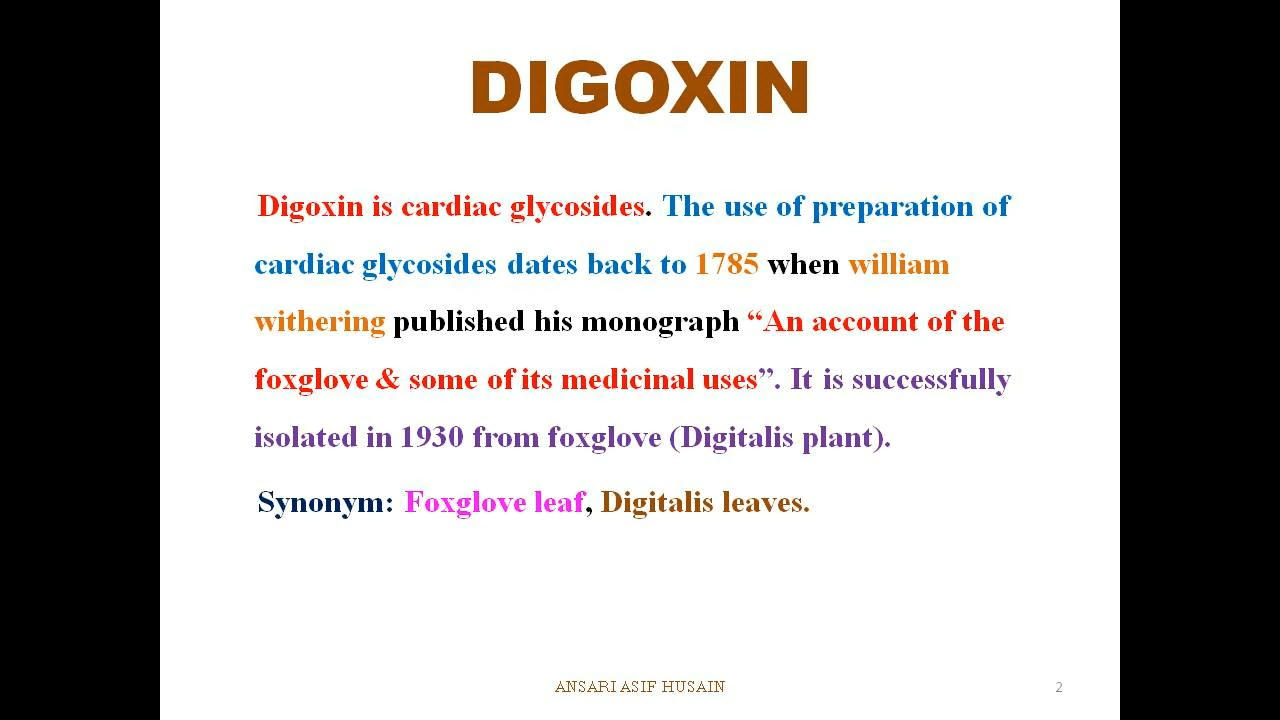 DIGOXIN
Digoxin is cardiac glycosides. The use of preparation of
cardiac glycosides dates back to 1785 when william
withering published his monograph “An account of the
foxglove & some of its medicinal uses”. It is successfully
isolated in 1930 from foxglove (Digitalis plant).
Synonym: Foxglove leaf, Digitalis leaves.
ANSARI ASIF HUSAIN
2